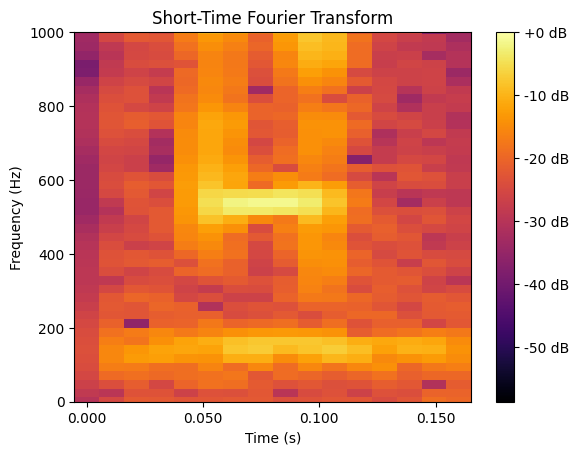 Short-Time Fourier Transform
1000
800
600
400
200
0
Frequency (Hz)
0.000
0.050
0.100
0.150
Time (s)
+0 dB
-10 dB
-20 dB
-30 dB
-40 dB
-50 dB